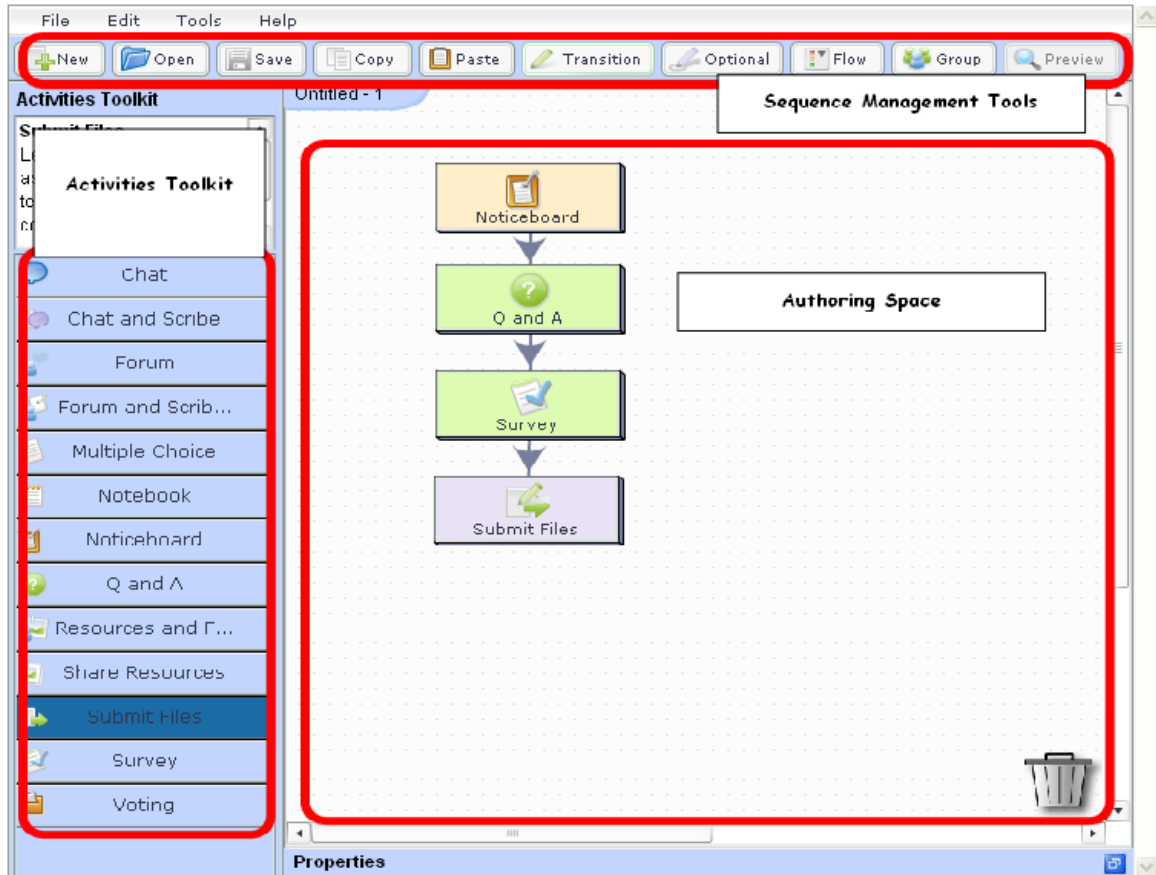 File Edit Tools Help
New Open Save Copy Paste Transition Optional Flow Group Preview
Activities Toolkit
Untitled - 1
Sequence Management Tools
Submit Files
Activities Toolkit
Chat
Chat and Scribe
Forum
Forum and Scrib...
Multiple Choice
Notebook
Noticeboard
Q and A
Resources and F...
Share Resources
Submit Files
Survey
Voting
Noticeboard
Q and A
Survey
Submit Files
Authoring Space
Properties